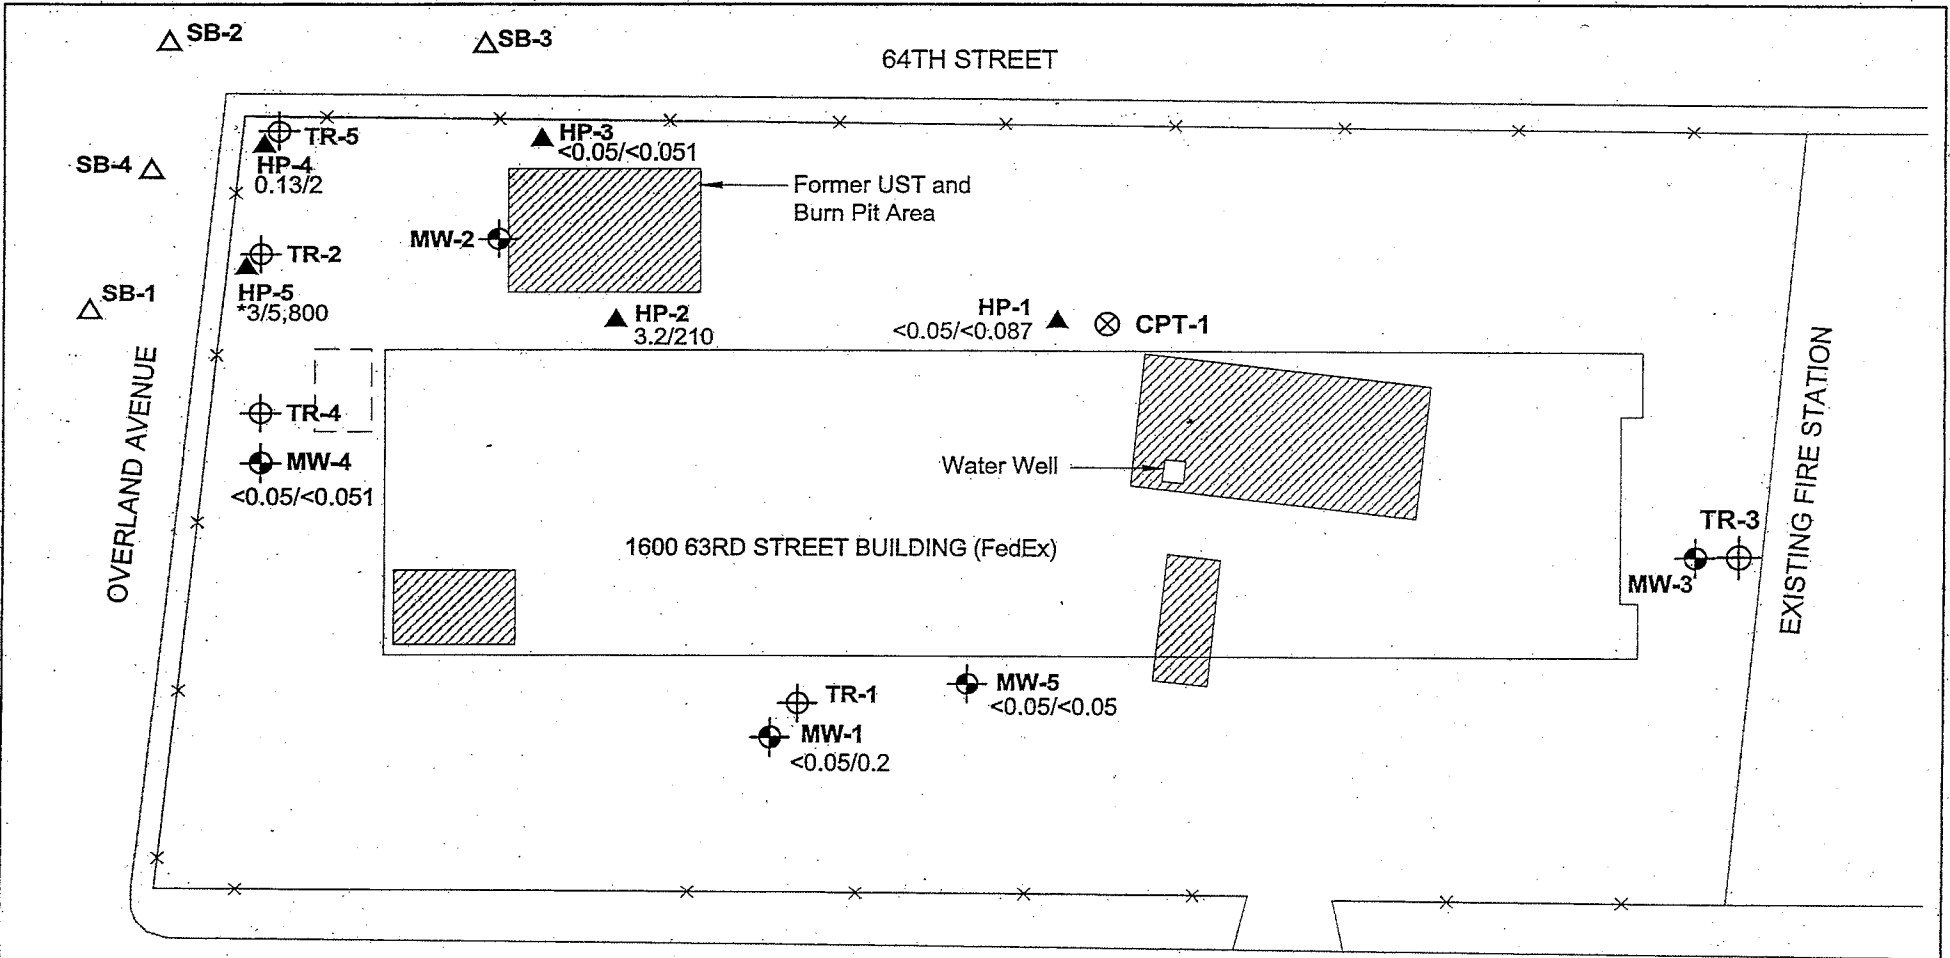 SB-2
SB-3
64TH STREET
TR-5
HP-4
0.13/2
HP-3
<0.05/<0.051
SB-4
Former UST and
Burn Pit Area
MW-2
TR-2
HP-5
*3/5,800
SB-1
HP-2
3.2/210
HP-1
<0.05/<0.087
CPT-1
OVERLAND AVENUE
TR-4
MW-4
<0.05/<0.051
Water Well
EXISTING FIRE STATION
1600 63RD STREET BUILDING (FedEx)
TR-3
MW-3
MW-5
<0.05/<0.05
TR-1
MW-1
<0.05/0.2